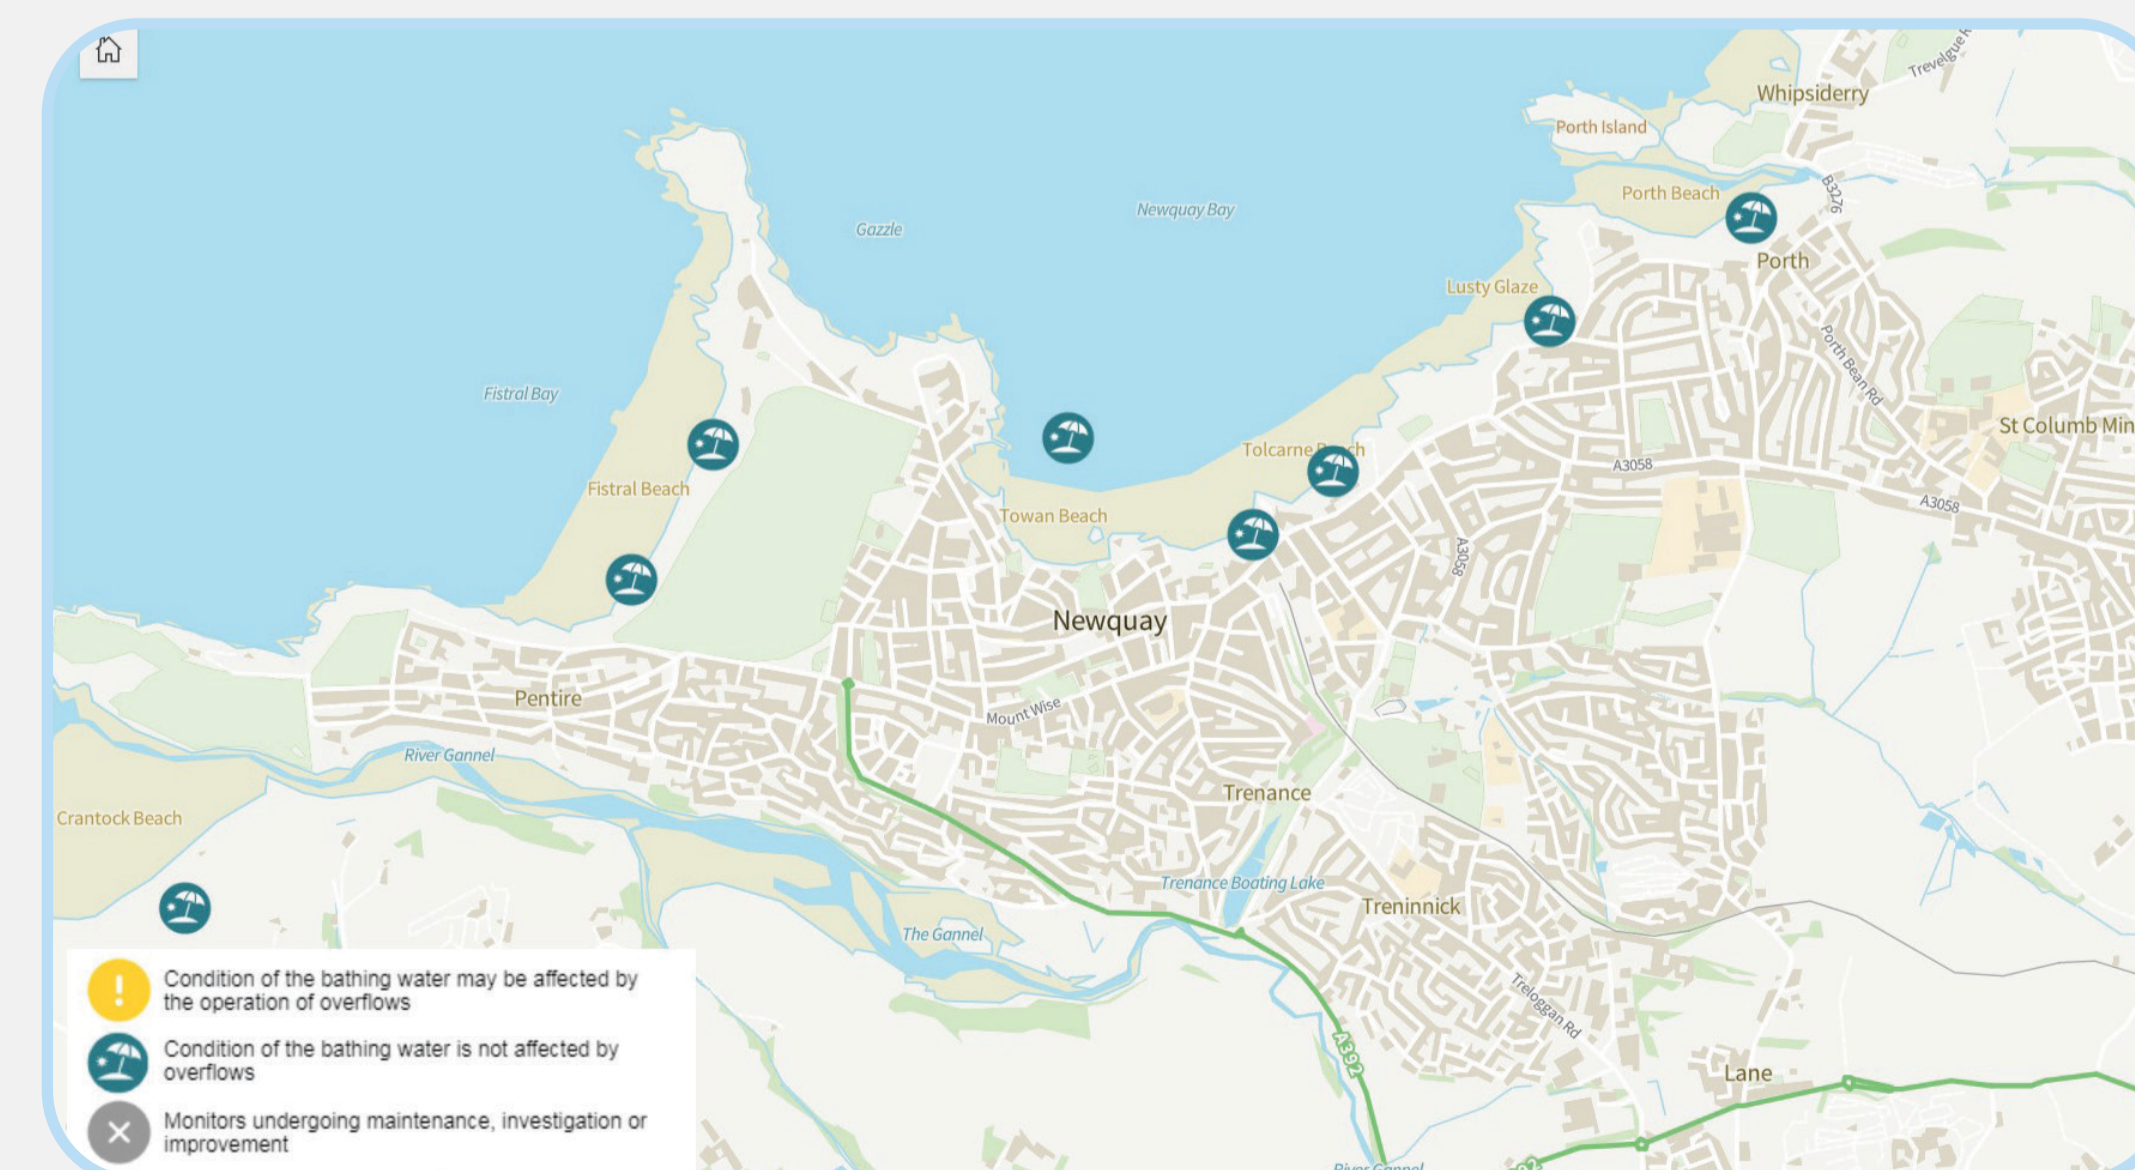 Trevelgue R
Whipsiderry
Porth Island
Porth Beach
B3276
Newquay Bay
Gazzle
Porth
Lusty Glaze
Porth Bean Rd
Fistral Bay
St Columb Min
Tolcarne
A3058
A3058
Fistral Beach
Towan Beach
A3058
Newquay
Pentire
Mount Wise
River Gannel
Trenance
Crantock Beach
Trenance Boating Lake
Treninnick
The Gannel
Treloggan Rd
A392
Lane
River Gannel
92
Condition of the bathing water may be affected by
the operation of overflows
Condition of the bathing water is not affected by
overflows
Monitors undergoing maintenance, investigation or
improvement